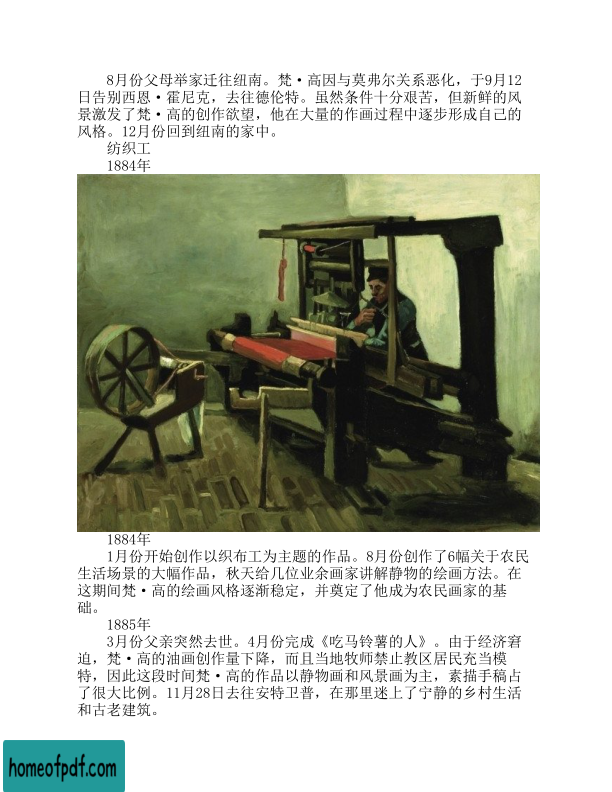 8月份父母举家迁往纽南。梵·高因与莫弗尔关系恶化，于9月12
日告别西恩·霍尼克，去往德伦特。虽然条件十分艰苦，但新鲜的风
景激发了梵·高的创作欲望，他在大量的作画过程中逐步形成自己的
风格。12月份回到纽南的家中。
纺织工
1884年
1884年
1月份开始创作以织布工为主题的作品。8月份创作了6幅关于农民
生活场景的大幅作品，秋天给几位业余画家讲解静物的绘画方法。在
这期间梵·高的绘画风格逐渐稳定，并奠定了他成为农民画家的基
础。
1885年
3月份父亲突然去世。4月份完成《吃马铃薯的人》。由于经济窘
迫，梵·高的油画创作量下降，而且当地牧师禁止教区居民充当模
特，因此这段时间梵·高的作品以静物画和风景画为主，素描手稿占
了很大比例。11月28日去往安特卫普，在那里迷上了宁静的乡村生活
和古老建筑。
homeofpdf.com